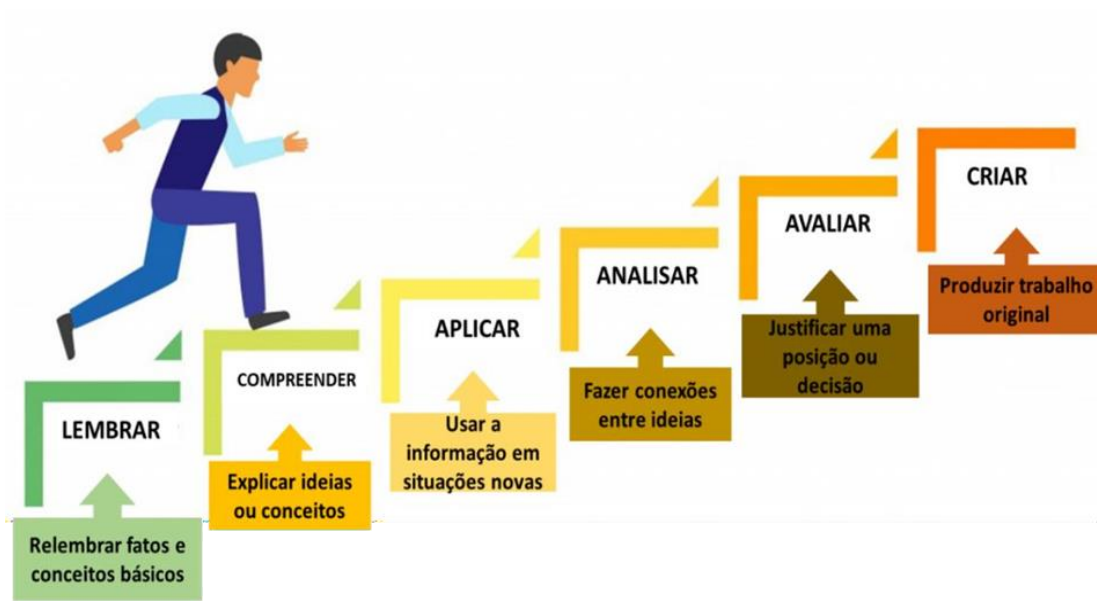 LEMBRAR
Relembrar fatos e
conceitos básicos
COMPREENDER
Explicar ideias
ou conceitos
APLICAR
Usar a
informação em
situações novas
ANALISAR
Fazer conexões
entre ideias
AVALIAR
Justificar uma
posição ou
decisão
CRIAR
Produzir trabalho
original